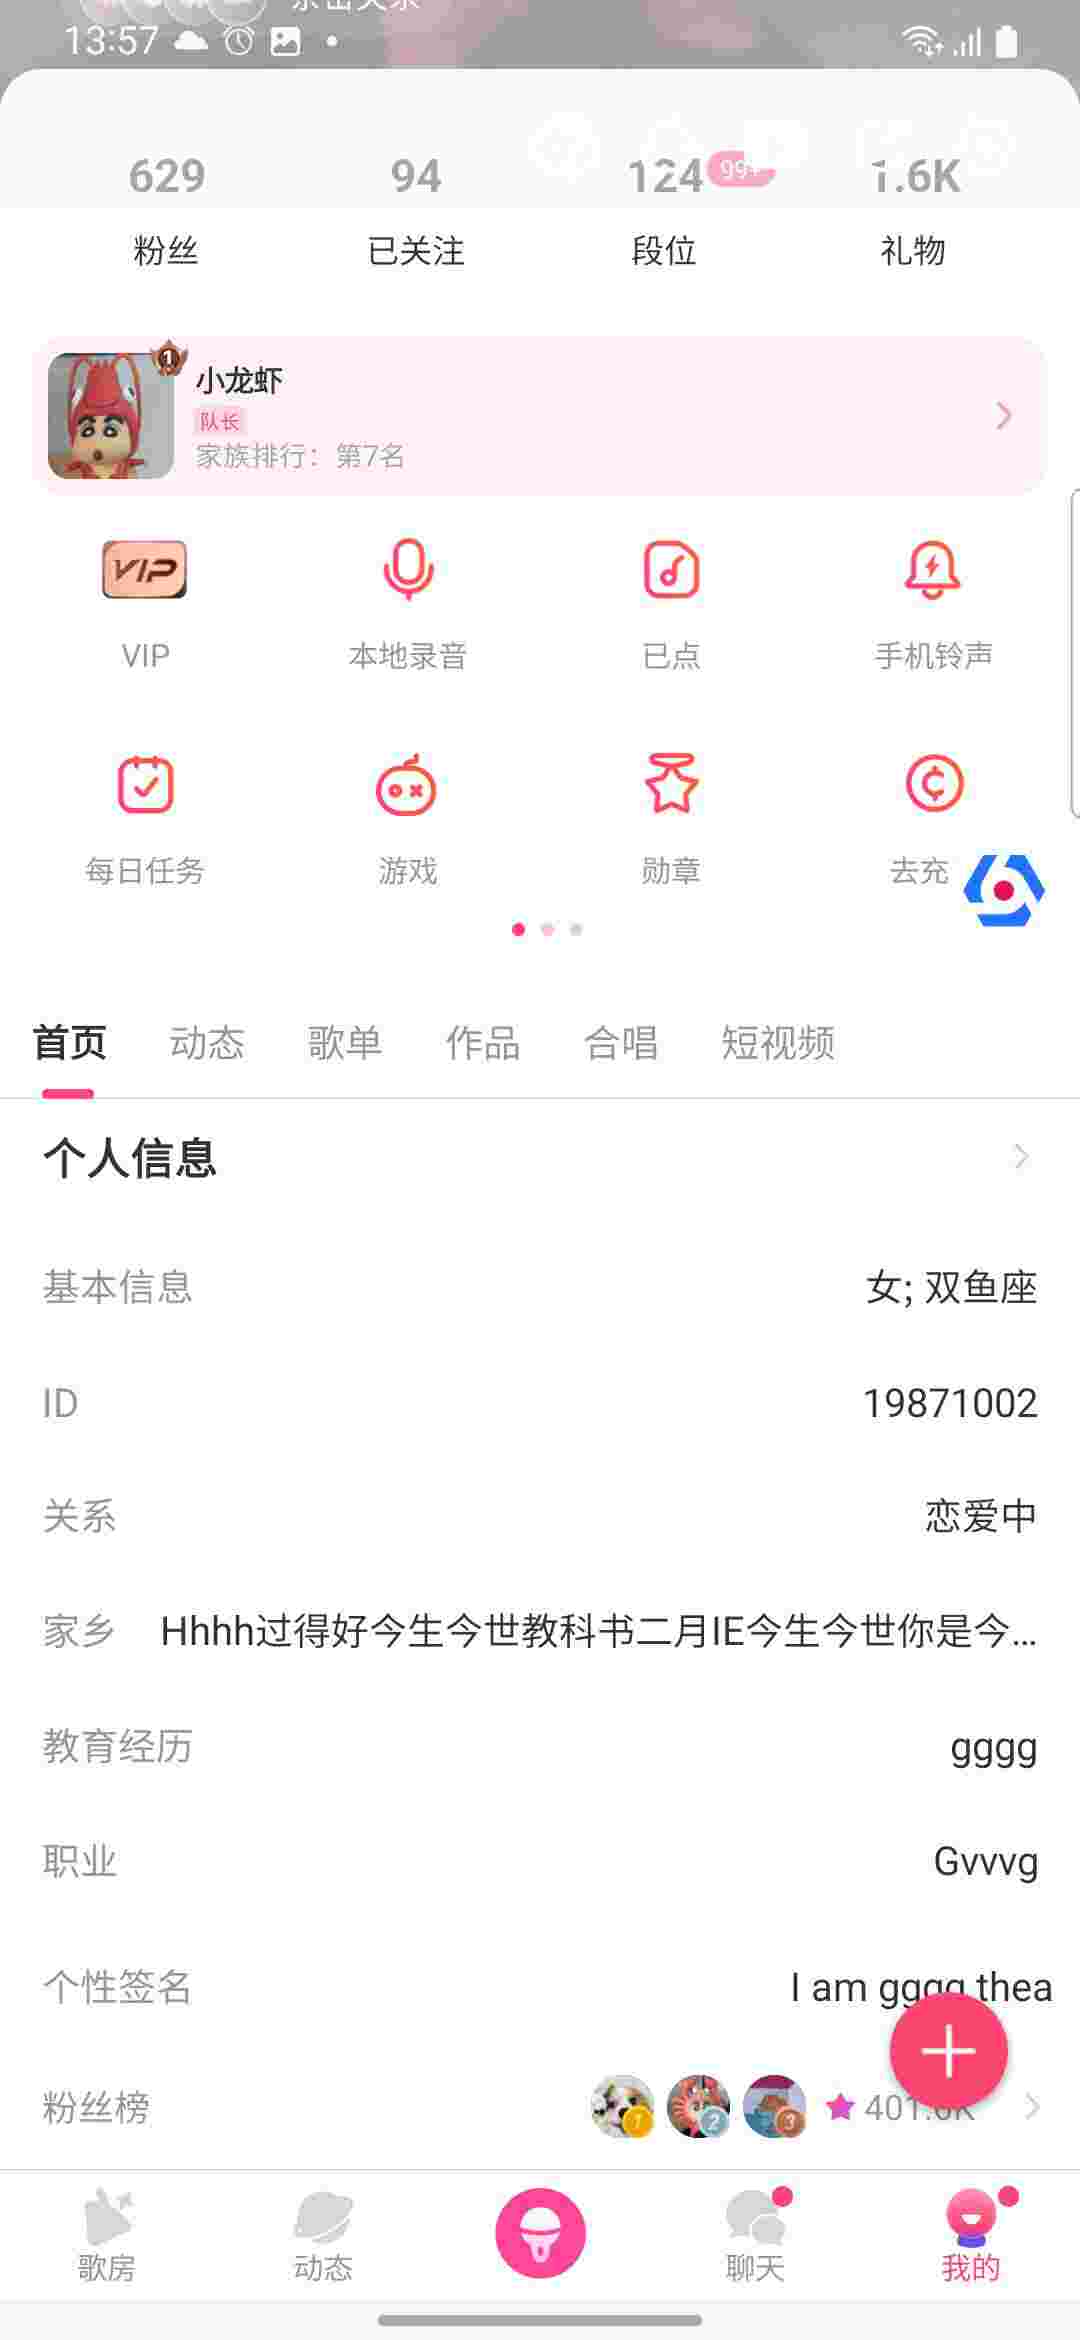 13:57
629 94 124 99+ 1.6K
粉丝 已关注 段位 礼物
1
小龙虾
队长
家族排行：第7名
VIP
VIP 本地录音 已点 手机铃声
每日任务 游戏 勋章 去充
首页 动态 歌单 作品 合唱 短视频
个人信息
基本信息 女; 双鱼座
ID 19871002
关系 恋爱中
家乡 Hhhh过得好今生今世教科书二月IE今生今世你是今...
教育经历 gggg
职业 Gvvvg
个性签名 I am gggg thea
粉丝榜 1 2 3 401.6K
歌房 动态 聊天 我的